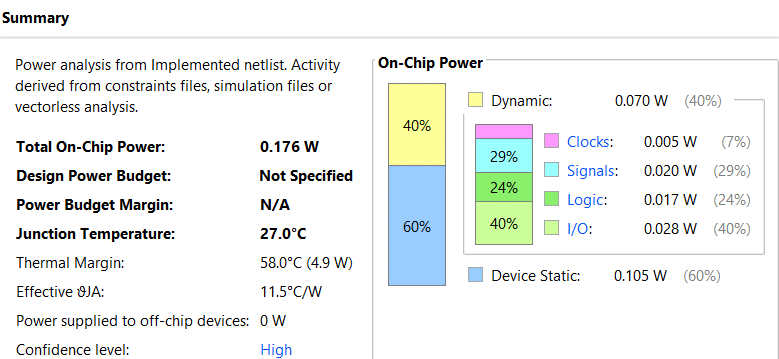 Summary
Power analysis from Implemented netlist. Activity
derived from constraints files, simulation files or
vectorless analysis.
Total On-Chip Power: 0.176 W
Design Power Budget: Not Specified
Power Budget Margin: N/A
Junction Temperature: 27.0°C
Thermal Margin: 58.0°C (4.9 W)
Effective ϑJA: 11.5°C/W
Power supplied to off-chip devices: 0 W
Confidence level: High
On-Chip Power
40%
60%
Dynamic: 0.070 W (40%)
29%
24%
40%
Clocks: 0.005 W (7%)
Signals: 0.020 W (29%)
Logic: 0.017 W (24%)
I/O: 0.028 W (40%)
Device Static: 0.105 W (60%)